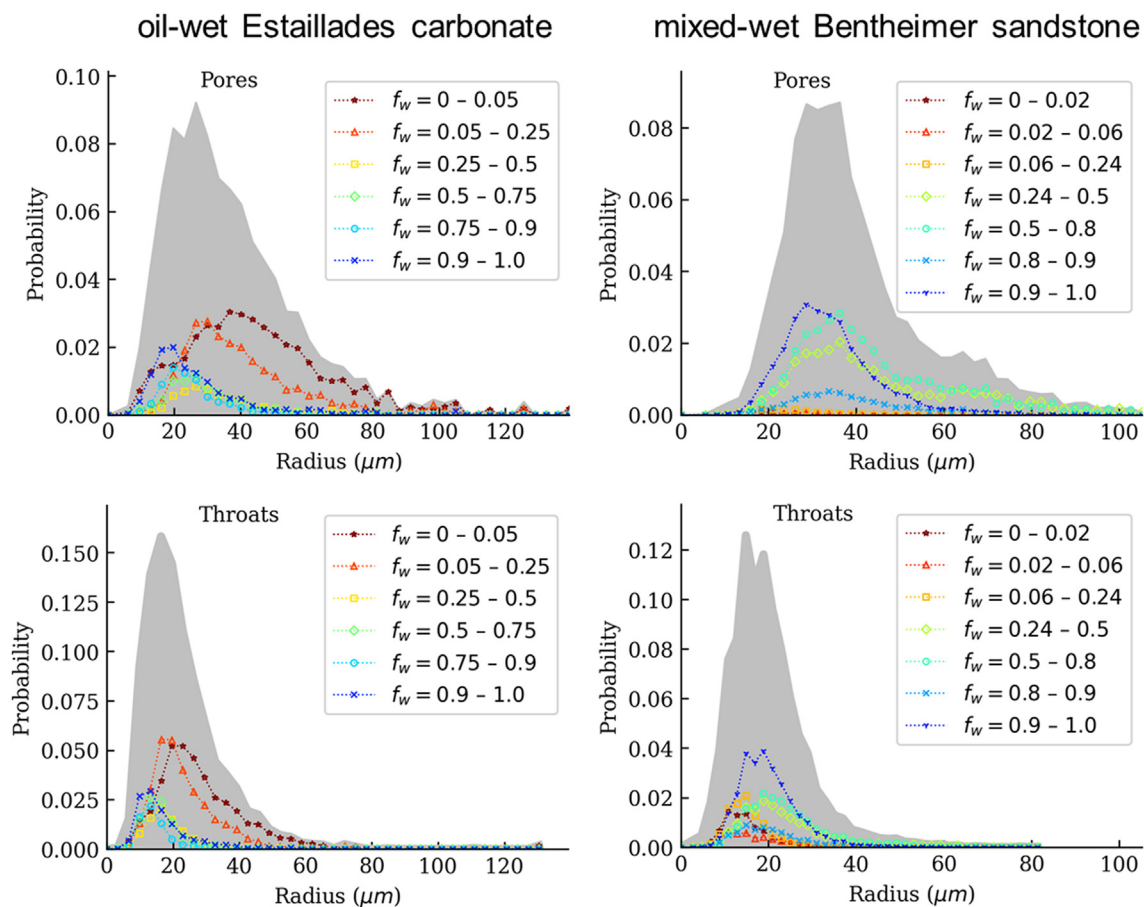 oil-wet Estaillades carbonate
mixed-wet Bentheimer sandstone
Pores
Probability
0.10
0.08
0.06
0.04
0.02
0.00
f_w = 0 – 0.05
f_w = 0.05 – 0.25
f_w = 0.25 – 0.5
f_w = 0.5 – 0.75
f_w = 0.75 – 0.9
f_w = 0.9 – 1.0
0 20 40 60 80 100 120
Radius (μm)
Pores
Probability
0.08
0.06
0.04
0.02
0.00
f_w = 0 – 0.02
f_w = 0.02 – 0.06
f_w = 0.06 – 0.24
f_w = 0.24 – 0.5
f_w = 0.5 – 0.8
f_w = 0.8 – 0.9
f_w = 0.9 – 1.0
0 20 40 60 80 100
Radius (μm)
Throats
Probability
0.150
0.125
0.100
0.075
0.050
0.025
0.000
f_w = 0 – 0.05
f_w = 0.05 – 0.25
f_w = 0.25 – 0.5
f_w = 0.5 – 0.75
f_w = 0.75 – 0.9
f_w = 0.9 – 1.0
0 20 40 60 80 100 120
Radius (μm)
Throats
Probability
0.12
0.10
0.08
0.06
0.04
0.02
0.00
f_w = 0 – 0.02
f_w = 0.02 – 0.06
f_w = 0.06 – 0.24
f_w = 0.24 – 0.5
f_w = 0.5 – 0.8
f_w = 0.8 – 0.9
f_w = 0.9 – 1.0
0 20 40 60 80 100
Radius (μm)